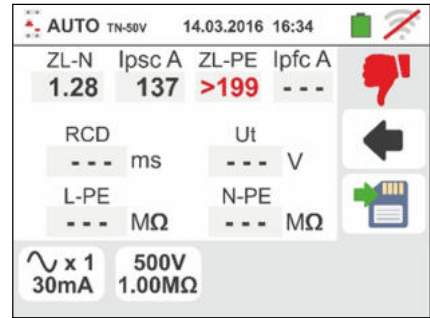 AUTO TN-50V 14.03.2016 16:34
ZL-N Ipsc A ZL-PE Ipfc A
1.28 137 >199 - - -
RCD Ut
- - - ms - - - V
L-PE N-PE
- - - MΩ - - - MΩ
∿ x 1 500V
30mA 1.00MΩ